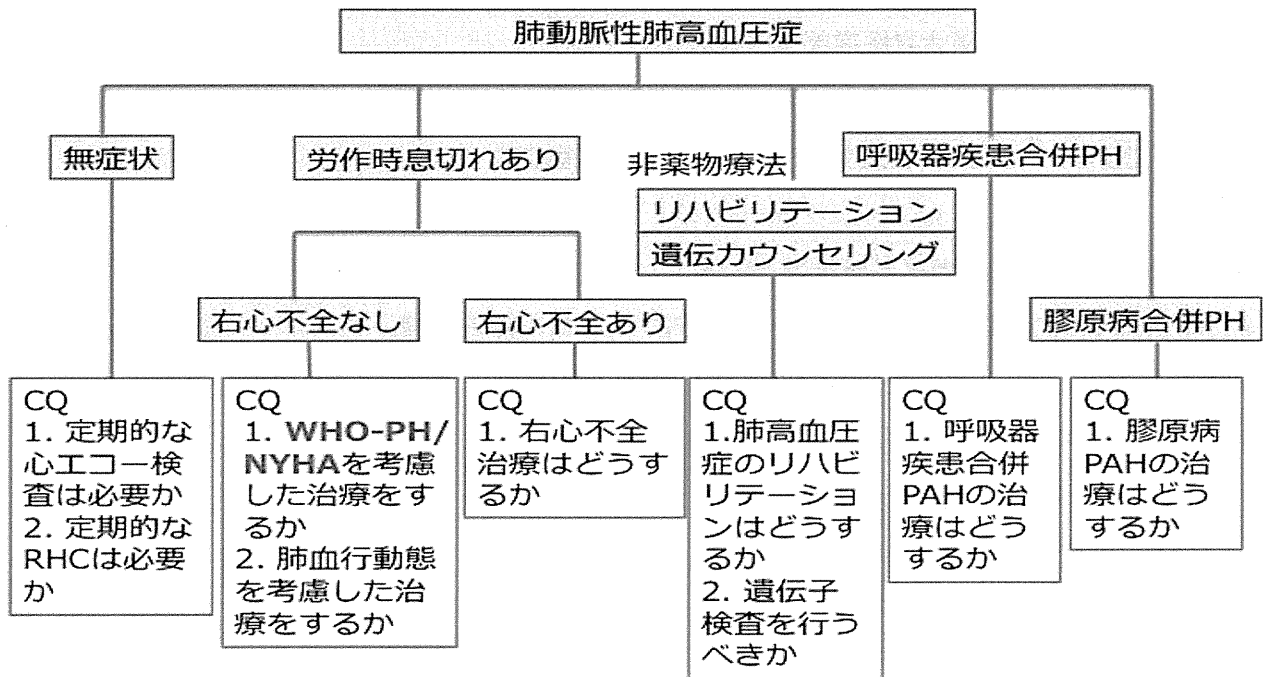 肺動脈性肺高血圧症
無症状
労作時息切れあり
非薬物療法
リハビリテーション
遺伝カウンセリング
呼吸器疾患合併PH
右心不全なし
右心不全あり
膠原病合併PH
CQ
1. 定期的な
心エコー検
査は必要か
2. 定期的な
RHCは必要
か
CQ
1. WHO-PH/
NYHAを考慮
した治療をす
るか
2. 肺血行動態
を考慮した治
療をするか
CQ
1. 右心不全
治療はどうす
るか
CQ
1.肺高血圧
症のリハビ
リテーショ
ンはどうす
るか
2. 遺伝子
検査を行う
べきか
CQ
1. 呼吸器
疾患合併
PAHの治
療はどう
するか
CQ
1. 膠原病
PAHの治
療はどう
するか